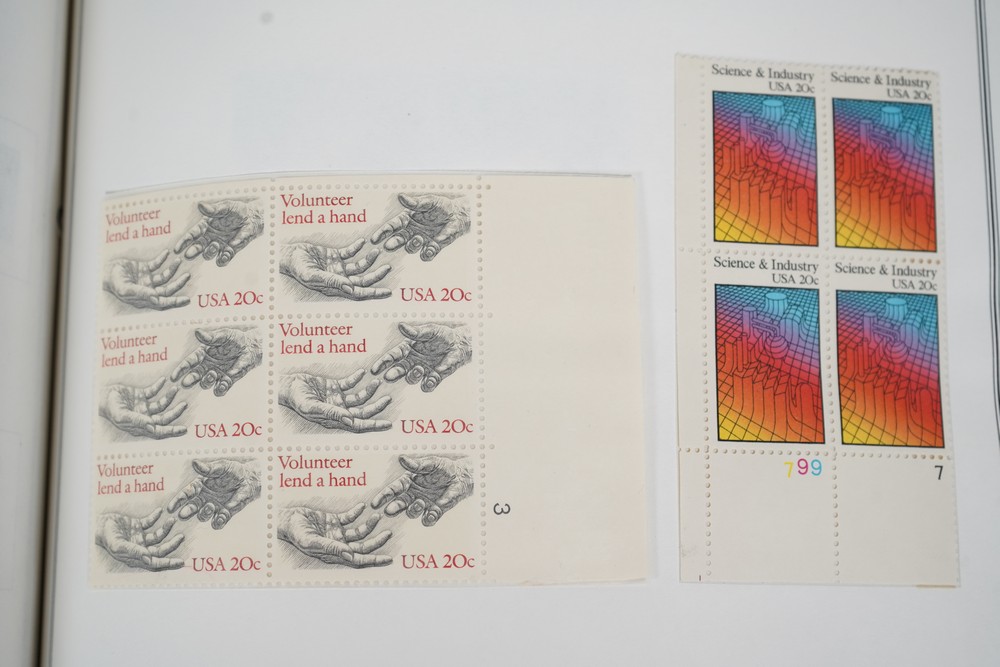 Volunteer
lend a hand
USA 20c
Volunteer
lend a hand
USA 20c
Volunteer
lend a hand
USA 20c
Volunteer
lend a hand
USA 20c
Volunteer
lend a hand
USA 20c
Volunteer
lend a hand
USA 20c
3
Science & Industry
USA 20c
Science & Industry
USA 20c
Science & Industry
USA 20c
Science & Industry
USA 20c
799
7